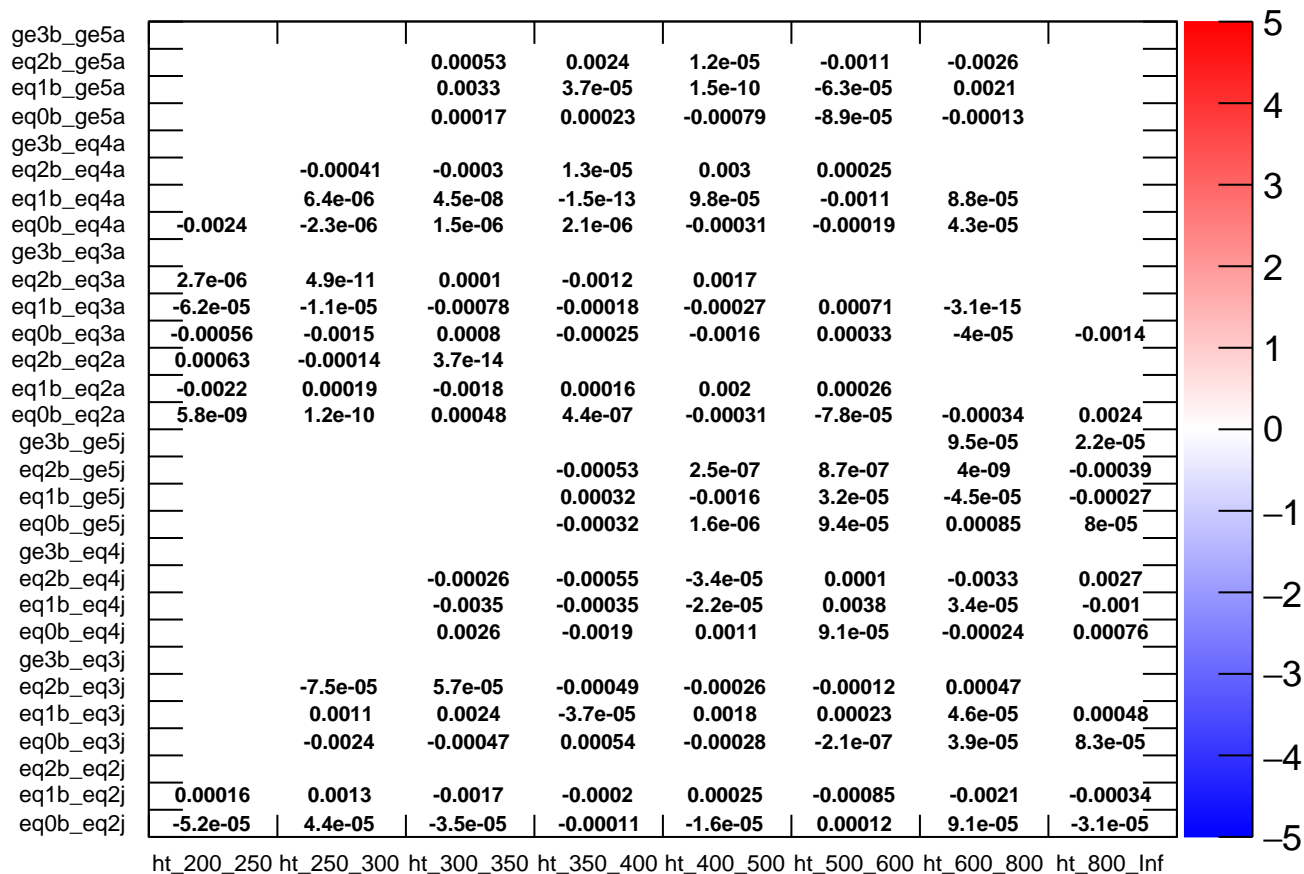 ge3b_ge5a
eq2b_ge5a 0.00053 0.0024 1.2e-05 -0.0011 -0.0026
eq1b_ge5a 0.0033 3.7e-05 1.5e-10 -6.3e-05 0.0021
eq0b_ge5a 0.00017 0.00023 -0.00079 -8.9e-05 -0.00013
ge3b_eq4a
eq2b_eq4a -0.00041 -0.0003 1.3e-05 0.003 0.00025
eq1b_eq4a 6.4e-06 4.5e-08 -1.5e-13 9.8e-05 -0.0011 8.8e-05
eq0b_eq4a -0.0024 -2.3e-06 1.5e-06 2.1e-06 -0.00031 -0.00019 4.3e-05
ge3b_eq3a
eq2b_eq3a 2.7e-06 4.9e-11 0.0001 -0.0012 0.0017
eq1b_eq3a -6.2e-05 -1.1e-05 -0.00078 -0.00018 -0.00027 0.00071 -3.1e-15
eq0b_eq3a -0.00056 -0.0015 0.0008 -0.00025 -0.0016 0.00033 -4e-05 -0.0014
eq2b_eq2a 0.00063 -0.00014 3.7e-14
eq1b_eq2a -0.0022 0.00019 -0.0018 0.00016 0.002 0.00026
eq0b_eq2a 5.8e-09 1.2e-10 0.00048 4.4e-07 -0.00031 -7.8e-05 -0.00034 0.0024
ge3b_ge5j 9.5e-05 2.2e-05
eq2b_ge5j -0.00053 2.5e-07 8.7e-07 4e-09 -0.00039
eq1b_ge5j 0.00032 -0.0016 3.2e-05 -4.5e-05 -0.00027
eq0b_ge5j -0.00032 1.6e-06 9.4e-05 0.00085 8e-05
ge3b_eq4j
eq2b_eq4j -0.00026 -0.00055 -3.4e-05 0.0001 -0.0033 0.0027
eq1b_eq4j -0.0035 -0.00035 -2.2e-05 0.0038 3.4e-05 -0.001
eq0b_eq4j 0.0026 -0.0019 0.0011 9.1e-05 -0.00024 0.00076
ge3b_eq3j
eq2b_eq3j -7.5e-05 5.7e-05 -0.00049 -0.00026 -0.00012 0.00047
eq1b_eq3j 0.0011 0.0024 -3.7e-05 0.0018 0.00023 4.6e-05 0.00048
eq0b_eq3j -0.0024 -0.00047 0.00054 -0.00028 -2.1e-07 3.9e-05 8.3e-05
eq2b_eq2j
eq1b_eq2j 0.00016 0.0013 -0.0017 -0.0002 0.00025 -0.00085 -0.0021 -0.00034
eq0b_eq2j -5.2e-05 4.4e-05 -3.5e-05 -0.00011 -1.6e-05 0.00012 9.1e-05 -3.1e-05
ht_200_250 ht_250_300 ht_300_350 ht_350_400 ht_400_500 ht_500_600 ht_600_800 ht_800_Inf
5
4
3
2
1
0
−1
−2
−3
−4
−5